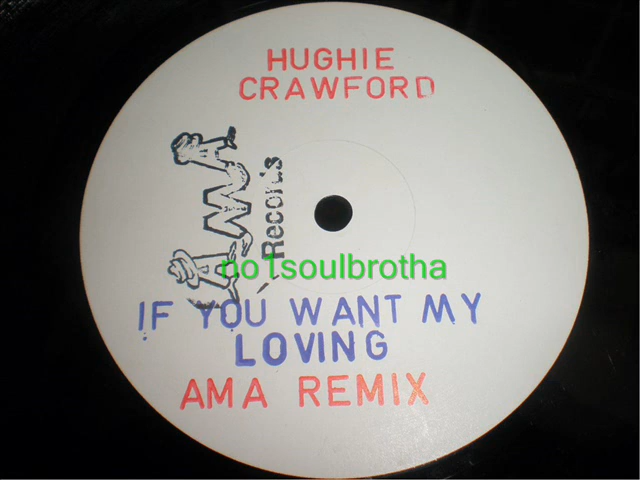 HUGHIE
CRAWFORD
AMA
Records
no1soulbrotha
IF YOU WANT MY
LOVING
AMA REMIX